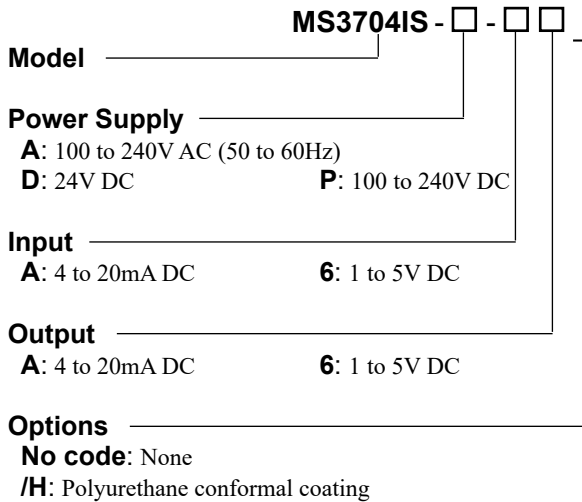 MS3704IS - □ - □ □
Model
Power Supply
A: 100 to 240V AC (50 to 60Hz)
D: 24V DC P: 100 to 240V DC
Input
A: 4 to 20mA DC 6: 1 to 5V DC
Output
A: 4 to 20mA DC 6: 1 to 5V DC
Options
No code: None
/H: Polyurethane conformal coating